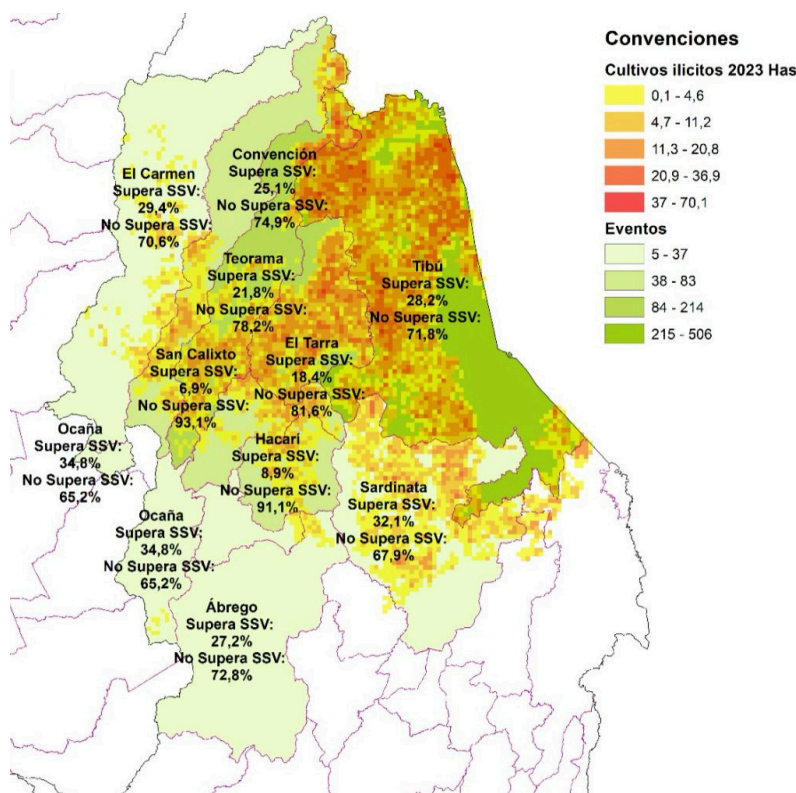 Convenciones
Cultivos ilicitos 2023 Has
0,1 - 4,6
4,7 - 11,2
11,3 - 20,8
20,9 - 36,9
37 - 70,1
Eventos
5 - 37
38 - 83
84 - 214
215 - 506
El Carmen
Supera SSV:
29,4%
No Supera SSV:
70,6%
Convención
Supera SSV:
25,1%
No Supera SSV:
74,9%
Teorama
Supera SSV:
21,8%
No Supera SSV:
78,2%
Tibú
Supera SSV:
28,2%
No Supera SSV:
71,8%
San Calixto
Supera SSV:
6,9%
No Supera SSV:
93,1%
El Tarra
Supera SSV:
18,4%
No Supera SSV:
81,6%
Ocaña
Supera SSV:
34,8%
No Supera SSV:
65,2%
Hacarí
Supera SSV:
8,9%
No Supera SSV:
91,1%
Sardinata
Supera SSV:
32,1%
No Supera SSV:
67,9%
Ocaña
Supera SSV:
34,8%
No Supera SSV:
65,2%
Ábrego
Supera SSV:
27,2%
No Supera SSV:
72,8%